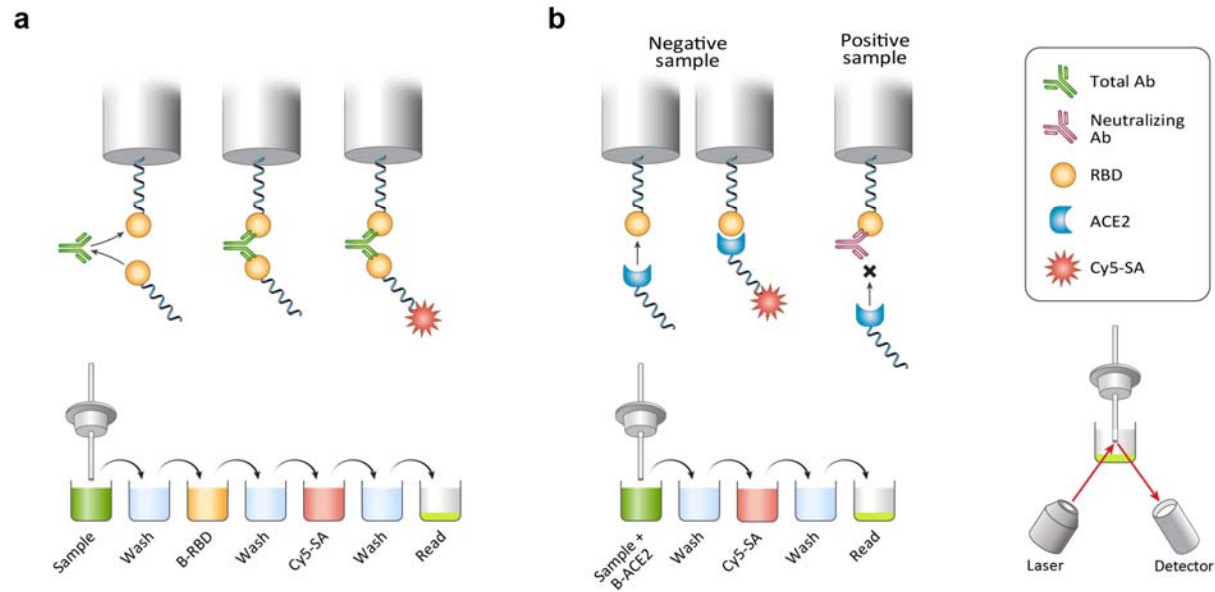 a
b
Negative
sample
Positive
sample
Total Ab
Neutralizing
Ab
RBD
ACE2
Cy5-SA
Sample
Wash
B-RBD
Wash
Cy5-SA
Wash
Read
Sample +
B-ACE2
Wash
Cy5-SA
Wash
Read
Laser
Detector